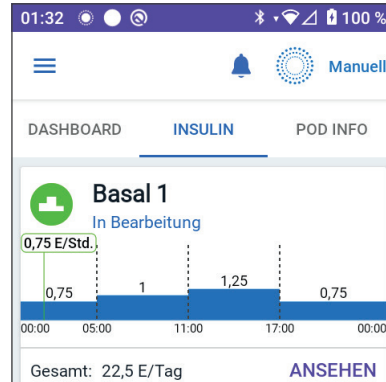 01:32 100 %
Manuell
DASHBOARD INSULIN POD INFO
Basal 1
In Bearbeitung
0,75 E/Std.
0,75 1 1,25 0,75
00:00 05:00 11:00 17:00 00:00
Gesamt: 22,5 E/Tag ANSEHEN